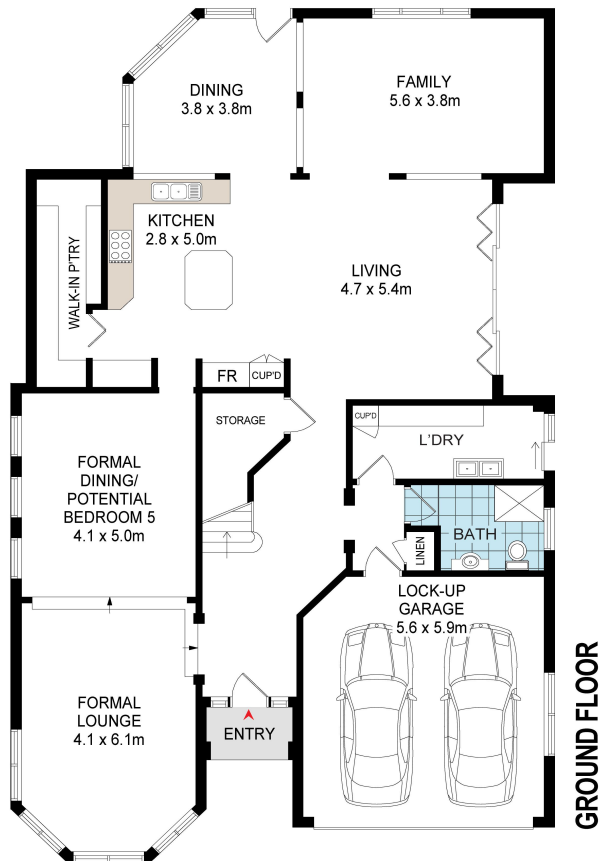 DINING
3.8 x 3.8m
FAMILY
5.6 x 3.8m
KITCHEN
2.8 x 5.0m
WALK-IN P'TRY
LIVING
4.7 x 5.4m
FR
CUP'D
STORAGE
CUP'D
L'DRY
FORMAL
DINING/
POTENTIAL
BEDROOM 5
4.1 x 5.0m
BATH
LINEN
LOCK-UP
GARAGE
5.6 x 5.9m
FORMAL
LOUNGE
4.1 x 6.1m
ENTRY
GROUND FLOOR